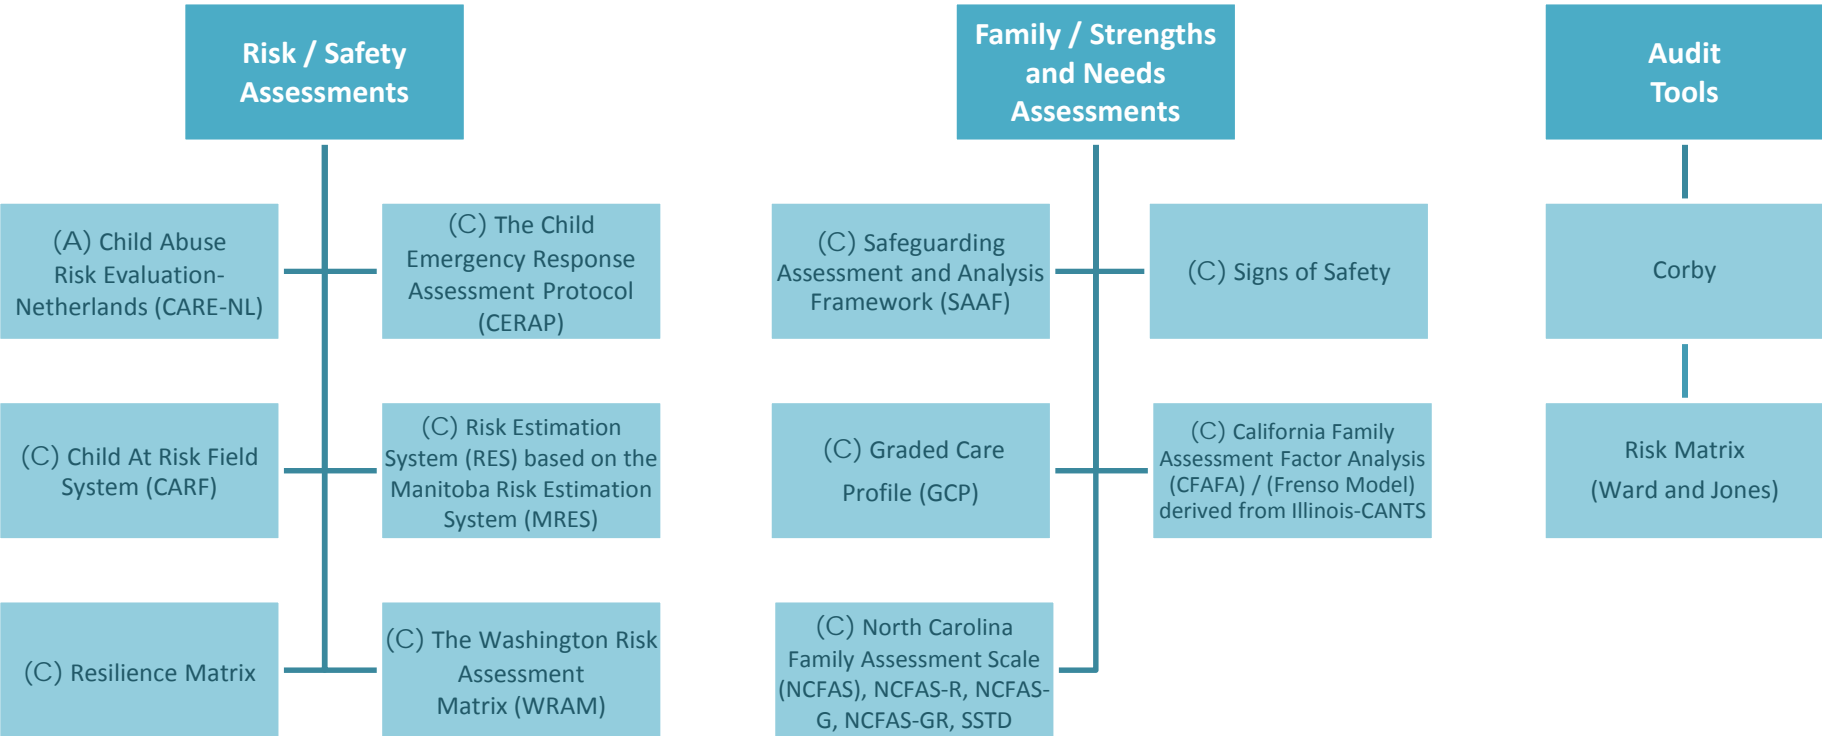 Risk / Safety
Assessments
(A) Child Abuse
Risk Evaluation-
Netherlands (CARE-NL)
(C) The Child
Emergency Response
Assessment Protocol
(CERAP)
(C) Child At Risk Field
System (CARF)
(C) Risk Estimation
System (RES) based on the
Manitoba Risk Estimation
System (MRES)
(C) Resilience Matrix
(C) The Washington Risk
Assessment
Matrix (WRAM)
Family / Strengths
and Needs
Assessments
(C) Safeguarding
Assessment and Analysis
Framework (SAAF)
(C) Signs of Safety
(C) Graded Care
Profile (GCP)
(C) California Family
Assessment Factor Analysis
(CFAFA) / (Frenso Model)
derived from Illinois-CANTS
(C) North Carolina
Family Assessment Scale
(NCFAS), NCFAS-R, NCFAS-
G, NCFAS-GR, SSTD
Audit
Tools
Corby
Risk Matrix
(Ward and Jones)